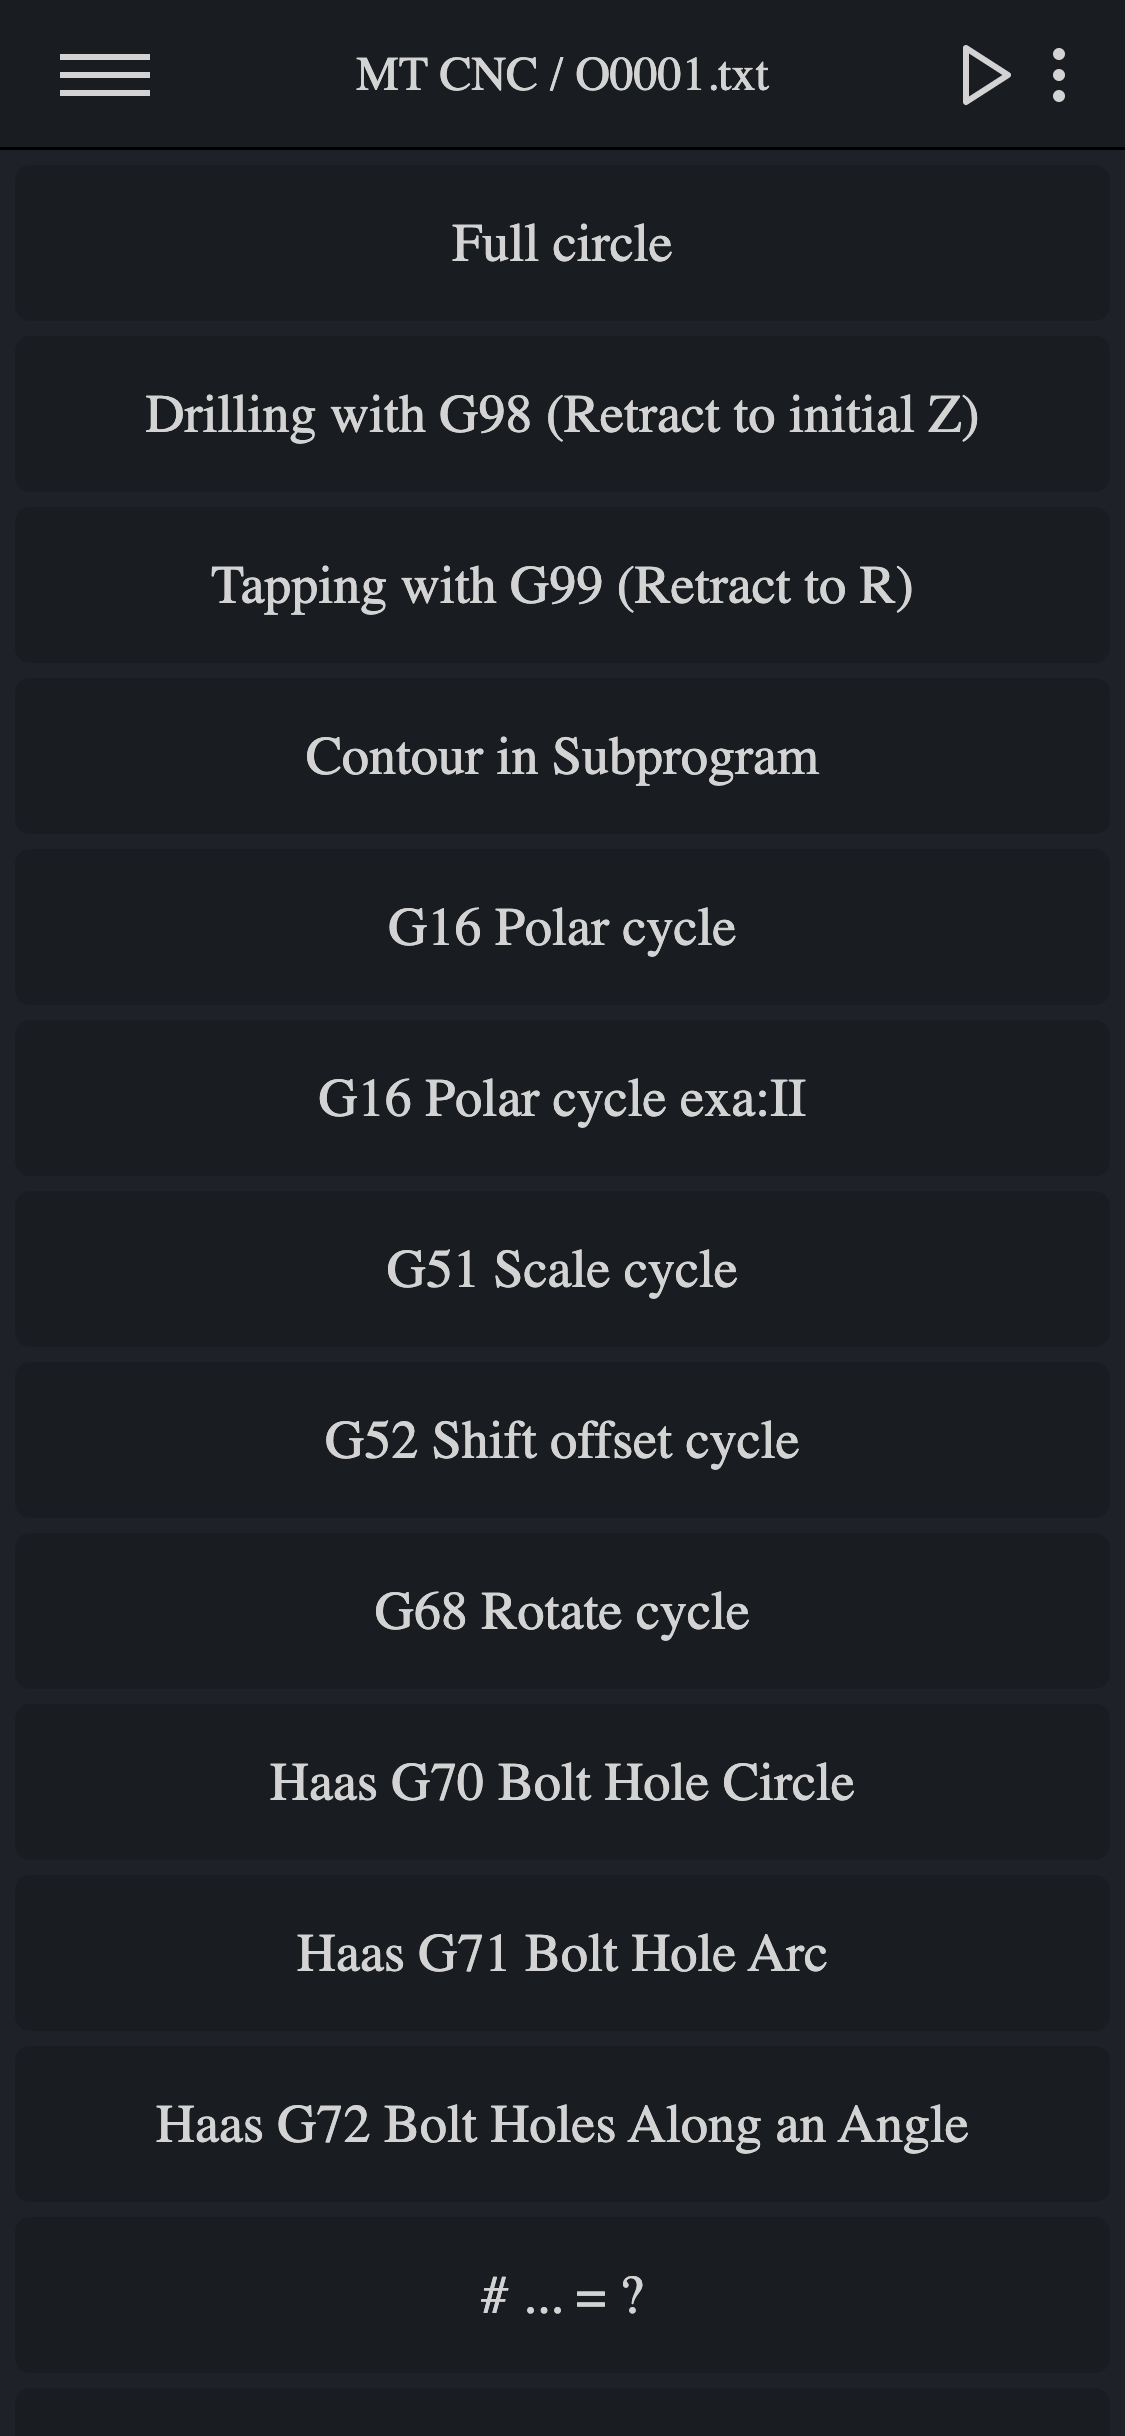 MT CNC / O0001.txt
Full circle
Drilling with G98 (Retract to initial Z)
Tapping with G99 (Retract to R)
Contour in Subprogram
G16 Polar cycle
G16 Polar cycle exa:II
G51 Scale cycle
G52 Shift offset cycle
G68 Rotate cycle
Haas G70 Bolt Hole Circle
Haas G71 Bolt Hole Arc
Haas G72 Bolt Holes Along an Angle
# ... = ?